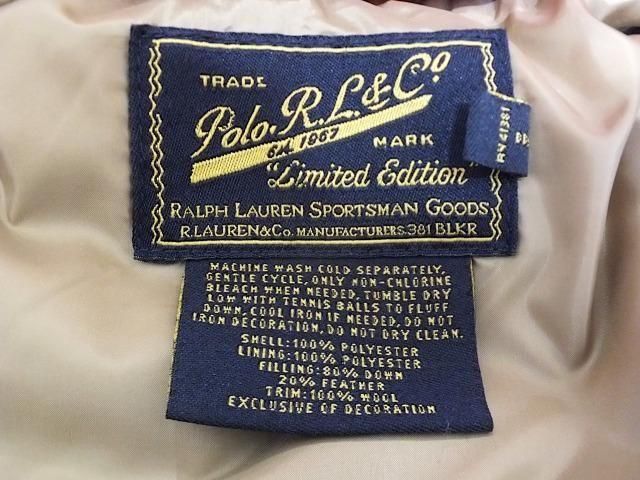 TRADE
Polo. R.L. & Co
EST. 1967
MARK
"Limited Edition
RALPH LAUREN SPORTSMAN GOODS
R.LAUREN&Co. MANUFACTURERS.381 BLKR
RN 41381
MACHINE WASH COLD SEPARATELY,
GENTLE CYCLE, ONLY NON-CHLORINE
BLEACH WHEN NEEDED, TUMBLE DRY
LOW WITH TENNIS BALLS TO FLUFF
DOWN, COOL IRON IF NEEDED, DO NOT
IRON DECORATION, DO NOT DRY CLEAN.
SHELL:100% POLYESTER
LINING:100% POLYESTER
FILLING:80% DOWN
20% FEATHER
TRIM:100% WOOL
EXCLUSIVE OF DECORATION